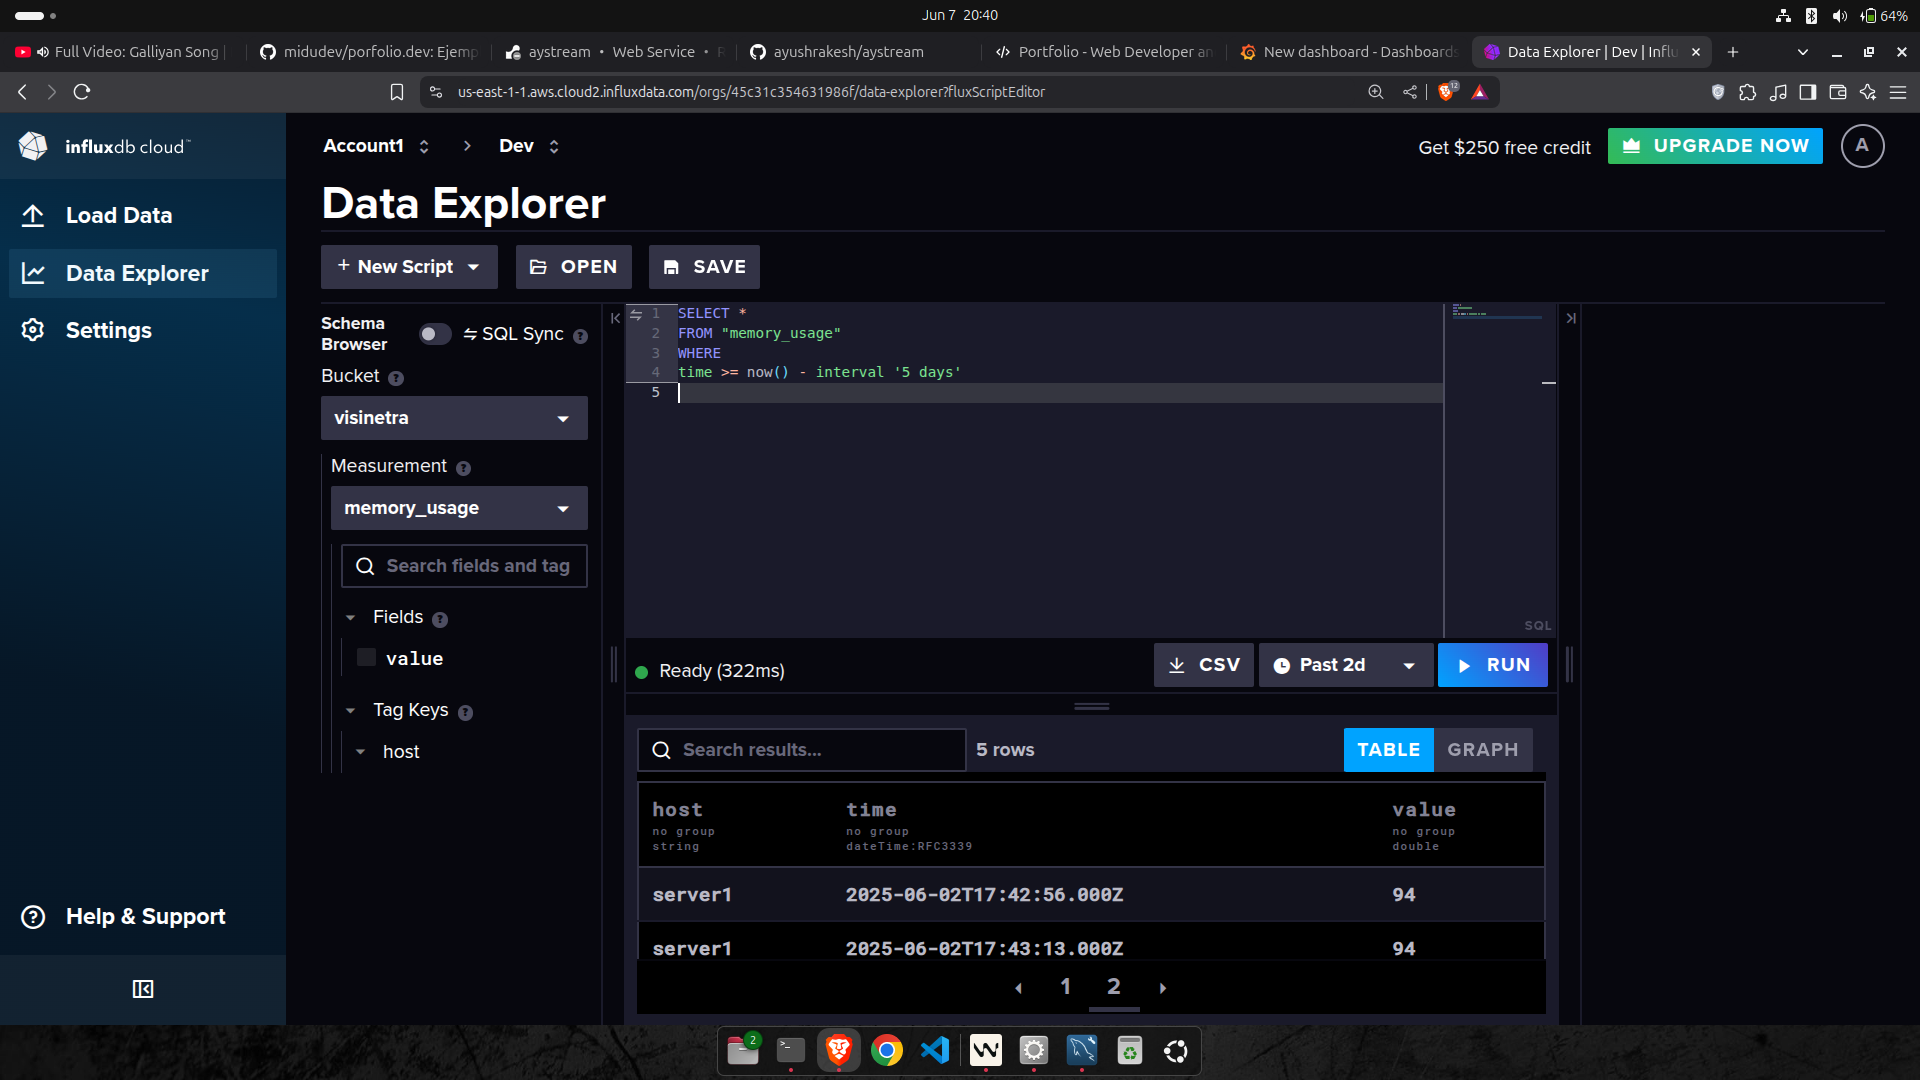 Jun 7 20:40
64%
Full Video: Galliyan Song
midudev/porfolio.dev: Ejemp
aystream • Web Service •
ayushrakesh/aystream
Portfolio - Web Developer an
New dashboard - Dashboards
Data Explorer | Dev | Influ
us-east-1-1.aws.cloud2.influxdata.com/orgs/45c31c354631986f/data-explorer?fluxScriptEditor
12
influxdb cloud™
Account1
Dev
Get $250 free credit
UPGRADE NOW
A
Load Data
Data Explorer
Settings
Help & Support
Data Explorer
+ New Script
OPEN
SAVE
Schema Browser
SQL Sync
?
Bucket ?
visinetra
Measurement ?
memory_usage
Search fields and tag
Fields ?
value
Tag Keys ?
host
1 SELECT *
2 FROM "memory_usage"
3 WHERE
4 time >= now() - interval '5 days'
5
SQL
Ready (322ms)
CSV
Past 2d
RUN
Search results...
5 rows
TABLE
GRAPH
host time value
no group no group no group
string dateTime:RFC3339 double
server1 2025-06-02T17:42:56.000Z 94
server1 2025-06-02T17:43:13.000Z 94
1 2
2